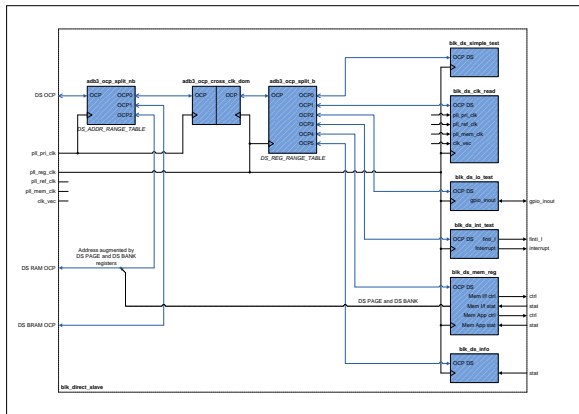 blk_ds_simple_test
OCP DS
adb3_ocp_split_nb
adb3_ocp_cross_clk_dom
adb3_ocp_split_b
DS OCP
OCP
OCP0
OCP1
OCP2
DS_ADDR_RANGE_TABLE
OCP
OCP
OCP
OCP0
OCP1
OCP2
OCP3
OCP4
OCP5
DS_REG_RANGE_TABLE
blk_ds_clk_read
OCP DS
pll_pri_clk
pll_ref_clk
pll_mem_clk
clk_vec
pll_pri_clk
pll_reg_clk
pll_ref_clk
pll_mem_clk
clk_vec
blk_ds_io_test
OCP DS
gpio_inout
gpio_inout
blk_ds_int_test
OCP DS
finti_l
Interrupt
finti_l
interrupt
Address augmented by
DS PAGE and DS BANK
registers
DS RAM OCP
blk_ds_mem_reg
OCP DS
Mem I/f ctrl
Mem I/f stat
Mem App ctrl
Mem App stat
ctrl
stat
ctrl
stat
DS PAGE and DS BANK
DS BRAM OCP
blk_ds_info
OCP DS
stat
blk_direct_slave